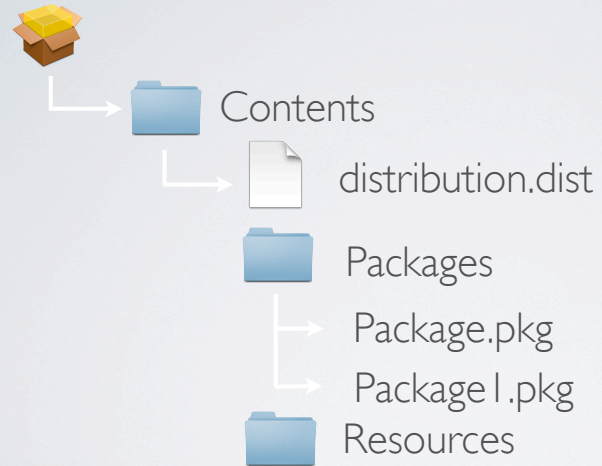 Contents
distribution.dist
Packages
Package.pkg
Package1.pkg
Resources